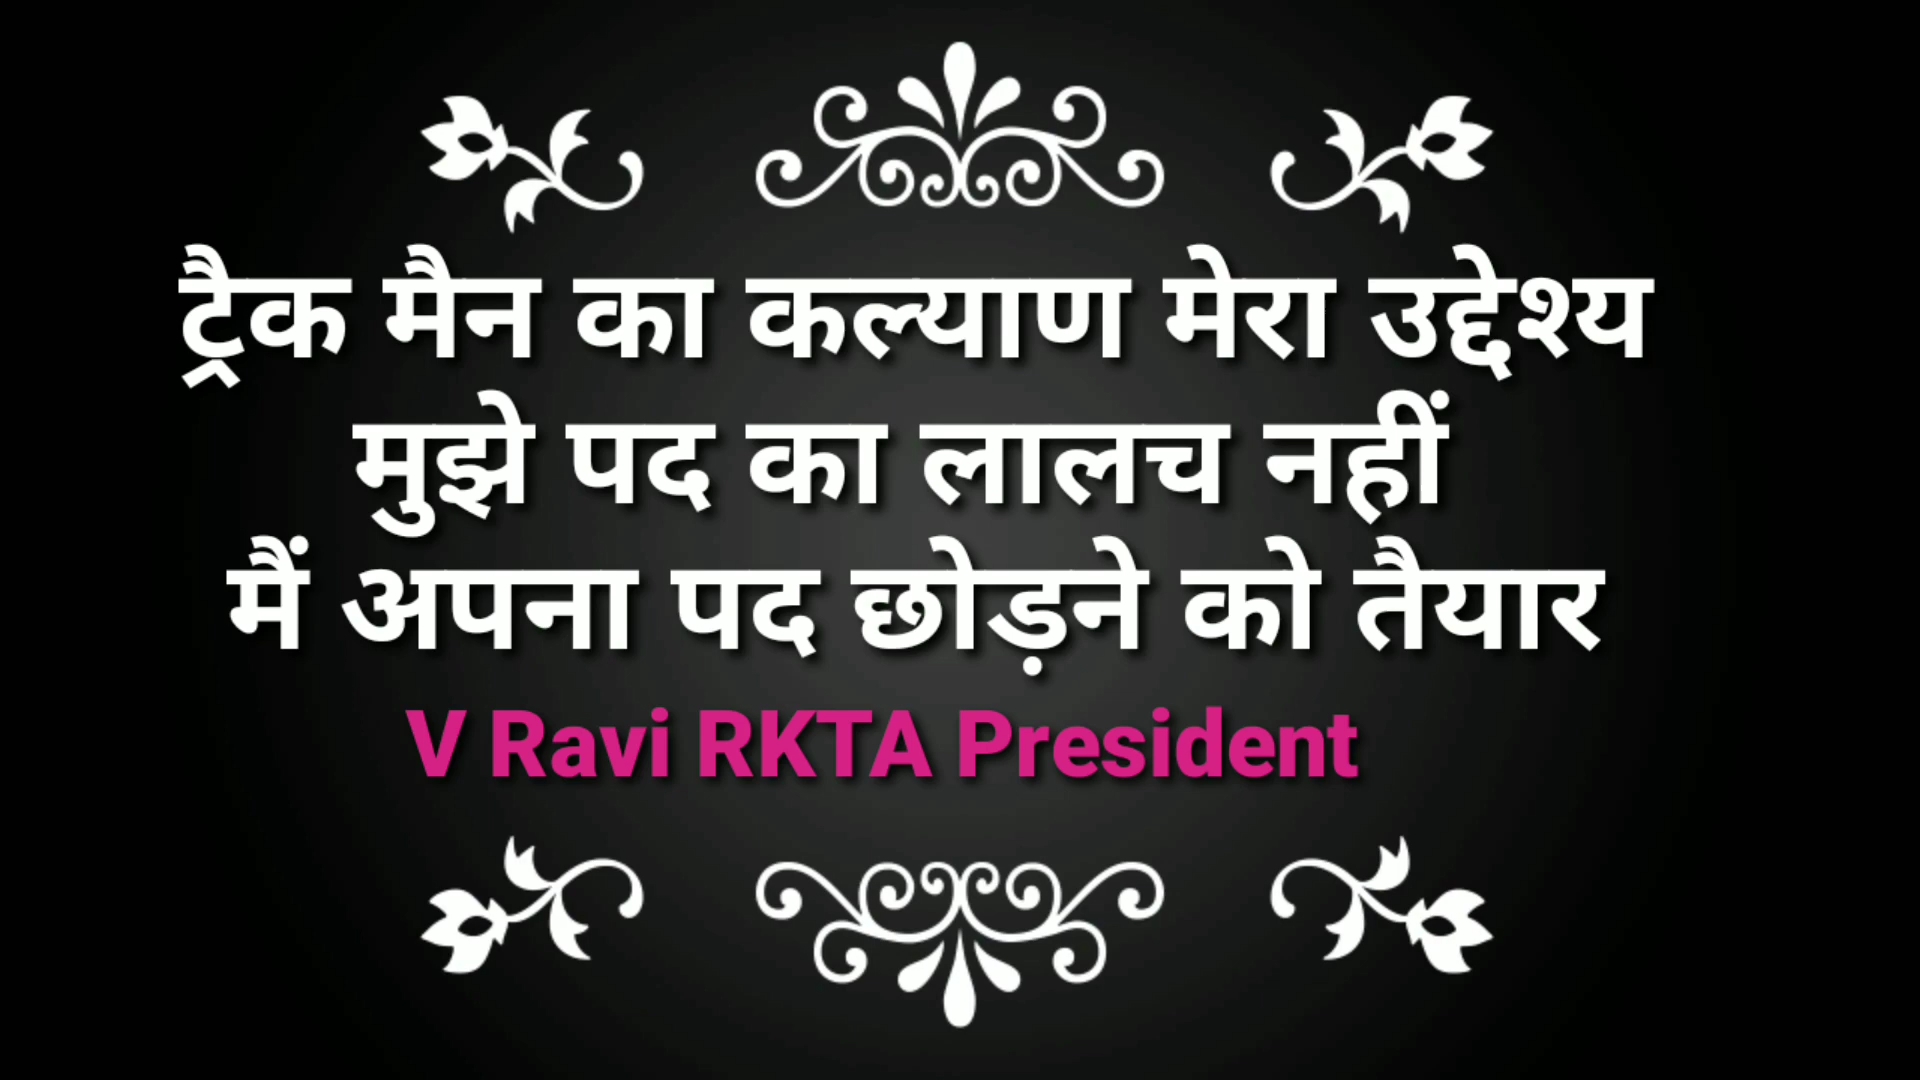 ट्रैक मैन का कल्याण मेरा उद्देश्य
मुझे पद का लालच नहीं
मैं अपना पद छोड़ने को तैयार
V Ravi RKTA President